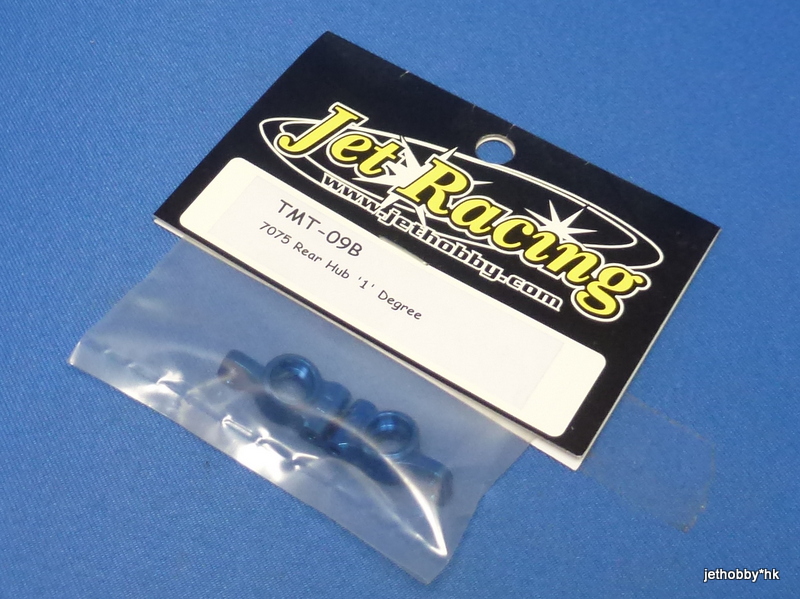 Jet Racing
www.jethobby.com
TMT-09B
7075 Rear Hub '1' Degree
jethobby*hk